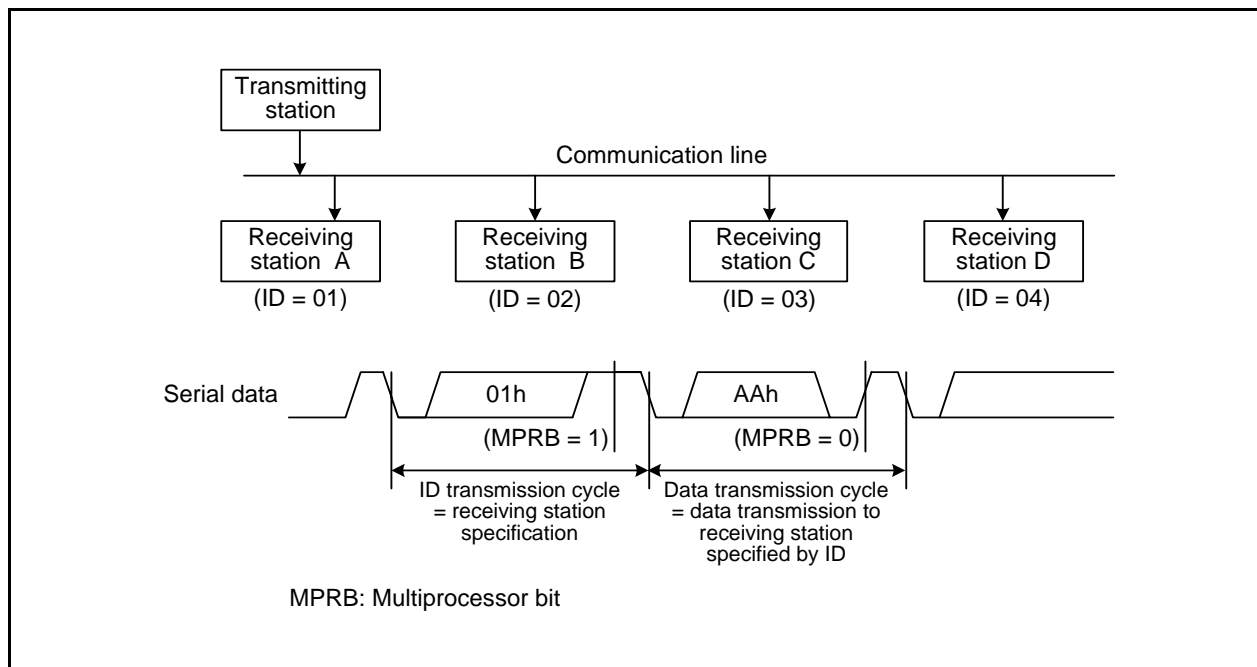 Transmitting
station
Communication line
Receiving
station A
(ID = 01)
Receiving
station B
(ID = 02)
Receiving
station C
(ID = 03)
Receiving
station D
(ID = 04)
Serial data
01h
AAh
(MPRB = 1)
(MPRB = 0)
ID transmission cycle
= receiving station
specification
Data transmission cycle
= data transmission to
receiving station
specified by ID
MPRB: Multiprocessor bit